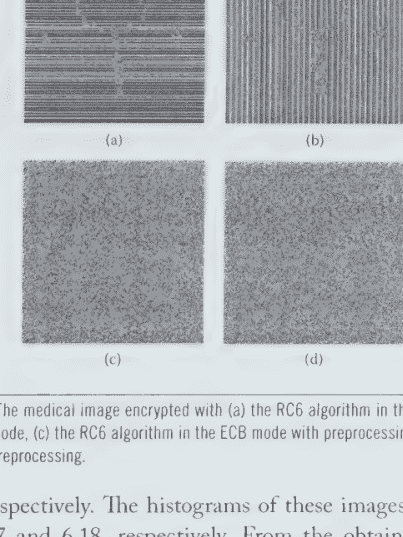 (a) (b)
(c) (d)
The medical image encrypted with (a) the RC6 algorithm in th
ode, (c) the RC6 algorithm in the ECB mode with preprocessin
reprocessing.
spectively. The histograms of these images
7 and 6.18, respectively. From the obtain